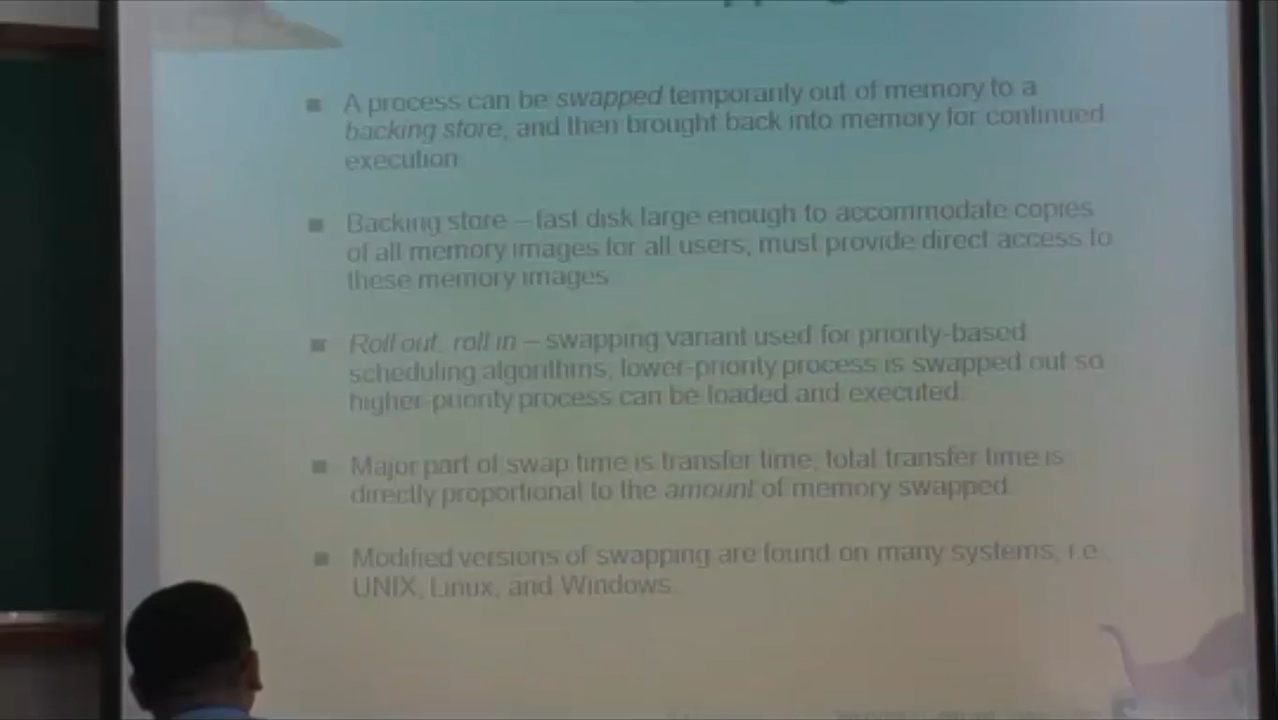 A process can be swapped temporarily out of memory to a
backing store, and then brought back into memory for continued
execution
Backing store – fast disk large enough to accommodate copies
of all memory images for all users; must provide direct access to
these memory images
Roll out, roll in – swapping variant used for priority-based
scheduling algorithms; lower-priority process is swapped out so
higher-priority process can be loaded and executed.
Major part of swap time is transfer time; total transfer time is
directly proportional to the amount of memory swapped.
Modified versions of swapping are found on many systems, i.e.
UNIX, Linux, and Windows.